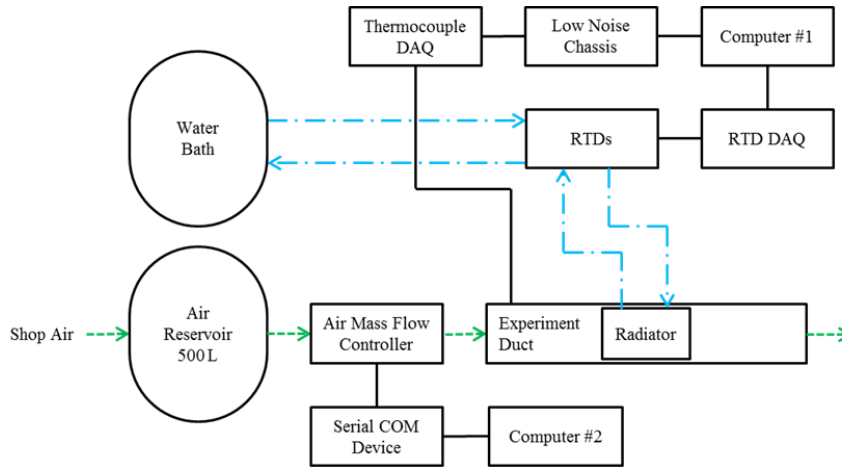 Thermocouple
DAQ
Low Noise
Chassis
Computer #1
Water
Bath
RTDs
RTD DAQ
Shop Air
Air
Reservoir
500 L
Air Mass Flow
Controller
Experiment
Duct
Radiator
Serial COM
Device
Computer #2